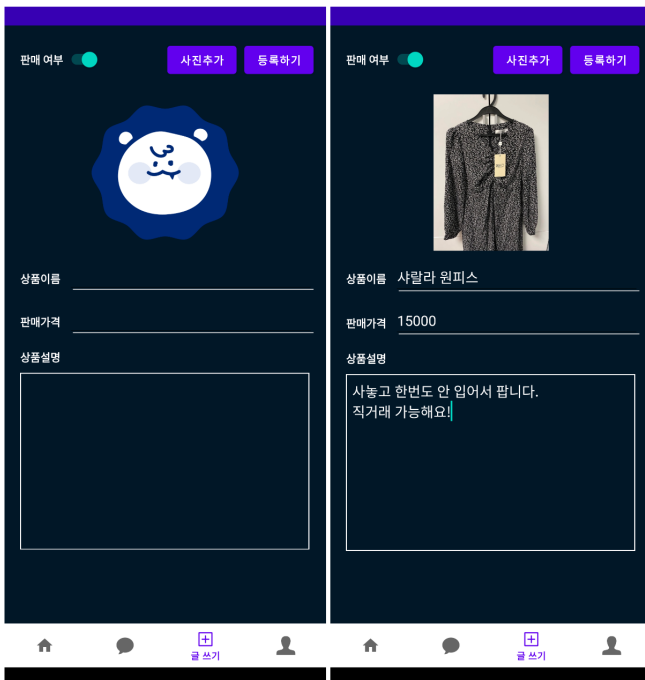 판매 여부
사진추가
등록하기
상품이름
판매가격
상품설명
글 쓰기
판매 여부
사진추가
등록하기
상품이름 샤랄라 원피스
판매가격 15000
상품설명
사놓고 한번도 안 입어서 팝니다.
직거래 가능해요!
글 쓰기